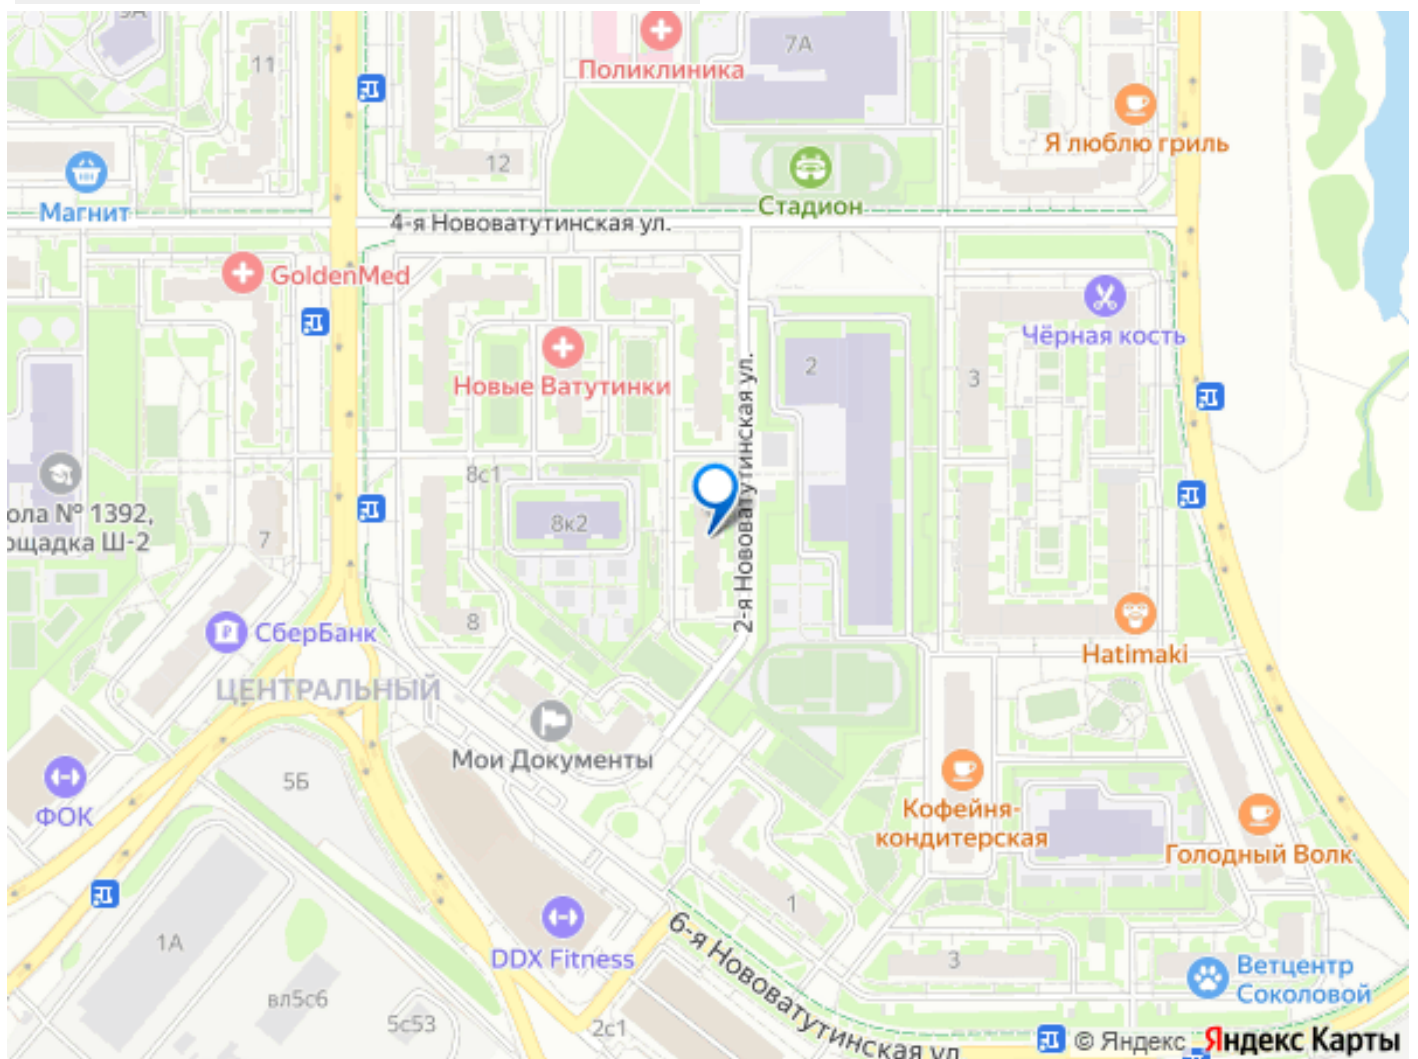 9А
11
Поликлиника
7А
Я люблю гриль
12
Магнит
Стадион
4-я Нововатутинская ул.
GoldenMed
Чёрная кость
Новые Ватутинки
2
3
2-я Нововатутинская ул.
8с1
ола № 1392,
ощадка Ш-2
8к2
7
СберБанк
8
Hatimaki
ЦЕНТРАЛЬНЫЙ
Мои Документы
5Б
ФОК
Кофейня-
кондитерская
Голодный Волк
1
1А
DDX Fitness
6-я Нововатутинская ул.
3
Ветцентр
Соколовой
вл5с6
5с53
2с1
© Яндекс Яндекс Карты